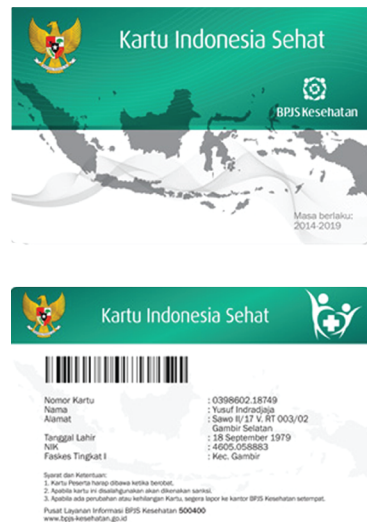 Kartu Indonesia Sehat
BPJS Kesehatan
Masa berlaku:
2014-2019
Kartu Indonesia Sehat
Nomor Kartu : 0398602.18749
Nama : Yusuf Indradjaja
Alamat : Sawo II/17 V. RT 003/02
Gambir Selatan
Tanggal Lahir : 18 September 1979
NIK : 4605.058883
Faskes Tingkat I : Kec. Gambir
Syarat dan Ketentuan:
1. Kartu Peserta harap dibawa ketika berobat.
2. Apabila kartu ini disalahgunakan akan dikenakan sanksi.
3. Apabila ada perubahan atau kehilangan Kartu, segera lapor ke kantor BPJS Kesehatan setempat.
Pusat Layanan Informasi BPJS Kesehatan 500400
www.bpjs-kesehatan.go.id